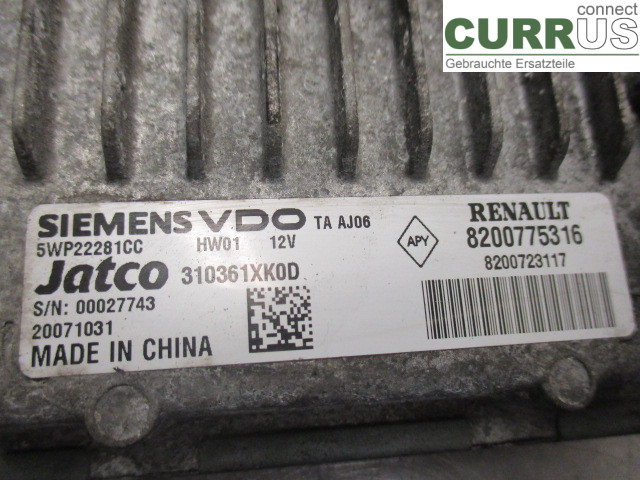 connect
CURRUS
Gebrauchte Ersatzteile
SIEMENS VDO TA AJ06
5WP22281CC HW01 12V
Jatco 310361XK0D
S/N: 00027743
20071031
MADE IN CHINA
APY
RENAULT
8200775316
8200723117